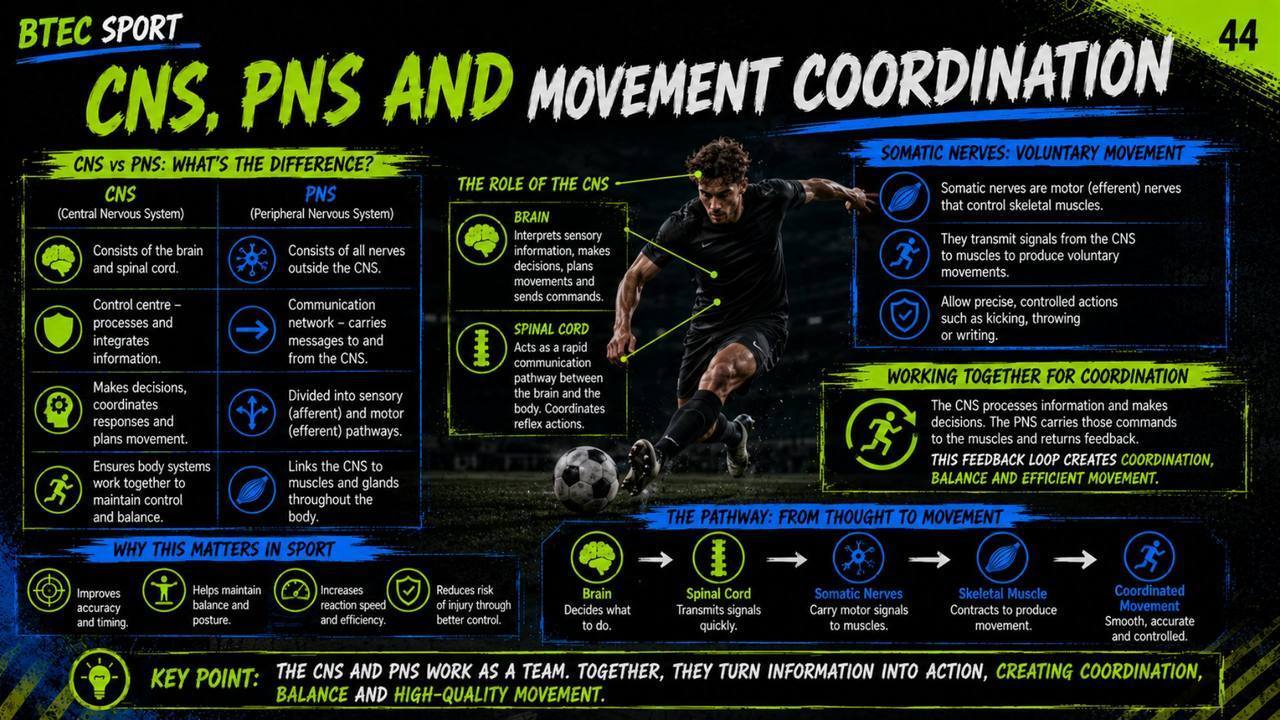 BTEC SPORT
44
CNS, PNS AND MOVEMENT COORDINATION
CNS vs PNS: WHAT'S THE DIFFERENCE?
CNS
(Central Nervous System)
PNS
(Peripheral Nervous System)
Consists of the brain
and spinal cord.
Consists of all nerves
outside the CNS.
Control centre –
processes and
integrates
information.
Communication
network – carries
messages to and
from the CNS.
Makes decisions,
coordinates
responses and
plans movement.
Divided into sensory
(afferent) and motor
(efferent) pathways.
Ensures body systems
work together to
maintain control
and balance.
Links the CNS to
muscles and glands
throughout the
body.
THE ROLE OF THE CNS
BRAIN
Interprets sensory
information, makes
decisions, plans
movements and
sends commands.
SPINAL CORD
Acts as a rapid
communication
pathway between
the brain and the
body. Coordinates
reflex actions.
SOMATIC NERVES: VOLUNTARY MOVEMENT
Somatic nerves are motor (efferent) nerves
that control skeletal muscles.
They transmit signals from the CNS
to muscles to produce voluntary
movements.
Allow precise, controlled actions
such as kicking, throwing
or writing.
WORKING TOGETHER FOR COORDINATION
The CNS processes information and makes
decisions. The PNS carries those commands
to the muscles and returns feedback.
THIS FEEDBACK LOOP CREATES COORDINATION,
BALANCE AND EFFICIENT MOVEMENT.
WHY THIS MATTERS IN SPORT
Improves
accuracy
and timing.
Helps maintain
balance and
posture.
Increases
reaction speed
and efficiency.
Reduces risk
of injury through
better control.
THE PATHWAY: FROM THOUGHT TO MOVEMENT
Brain
Decides what
to do.
Spinal Cord
Transmits signals
quickly.
Somatic Nerves
Carry motor signals
to muscles.
Skeletal Muscle
Contracts to produce
movement.
Coordinated
Movement
Smooth, accurate
and controlled.
KEY POINT:
THE CNS AND PNS WORK AS A TEAM. TOGETHER, THEY TURN INFORMATION INTO ACTION, CREATING COORDINATION,
BALANCE AND HIGH-QUALITY MOVEMENT.